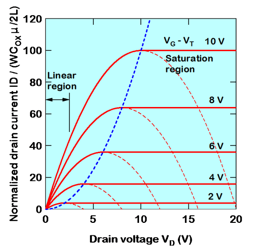 Normalized drain current ID / (WCOX μ/2L)
120
100
80
60
40
20
0
VG - VT
10 V
Linear region
Saturation region
8 V
6 V
4 V
2 V
0
5
10
15
20
Drain voltage VD (V)